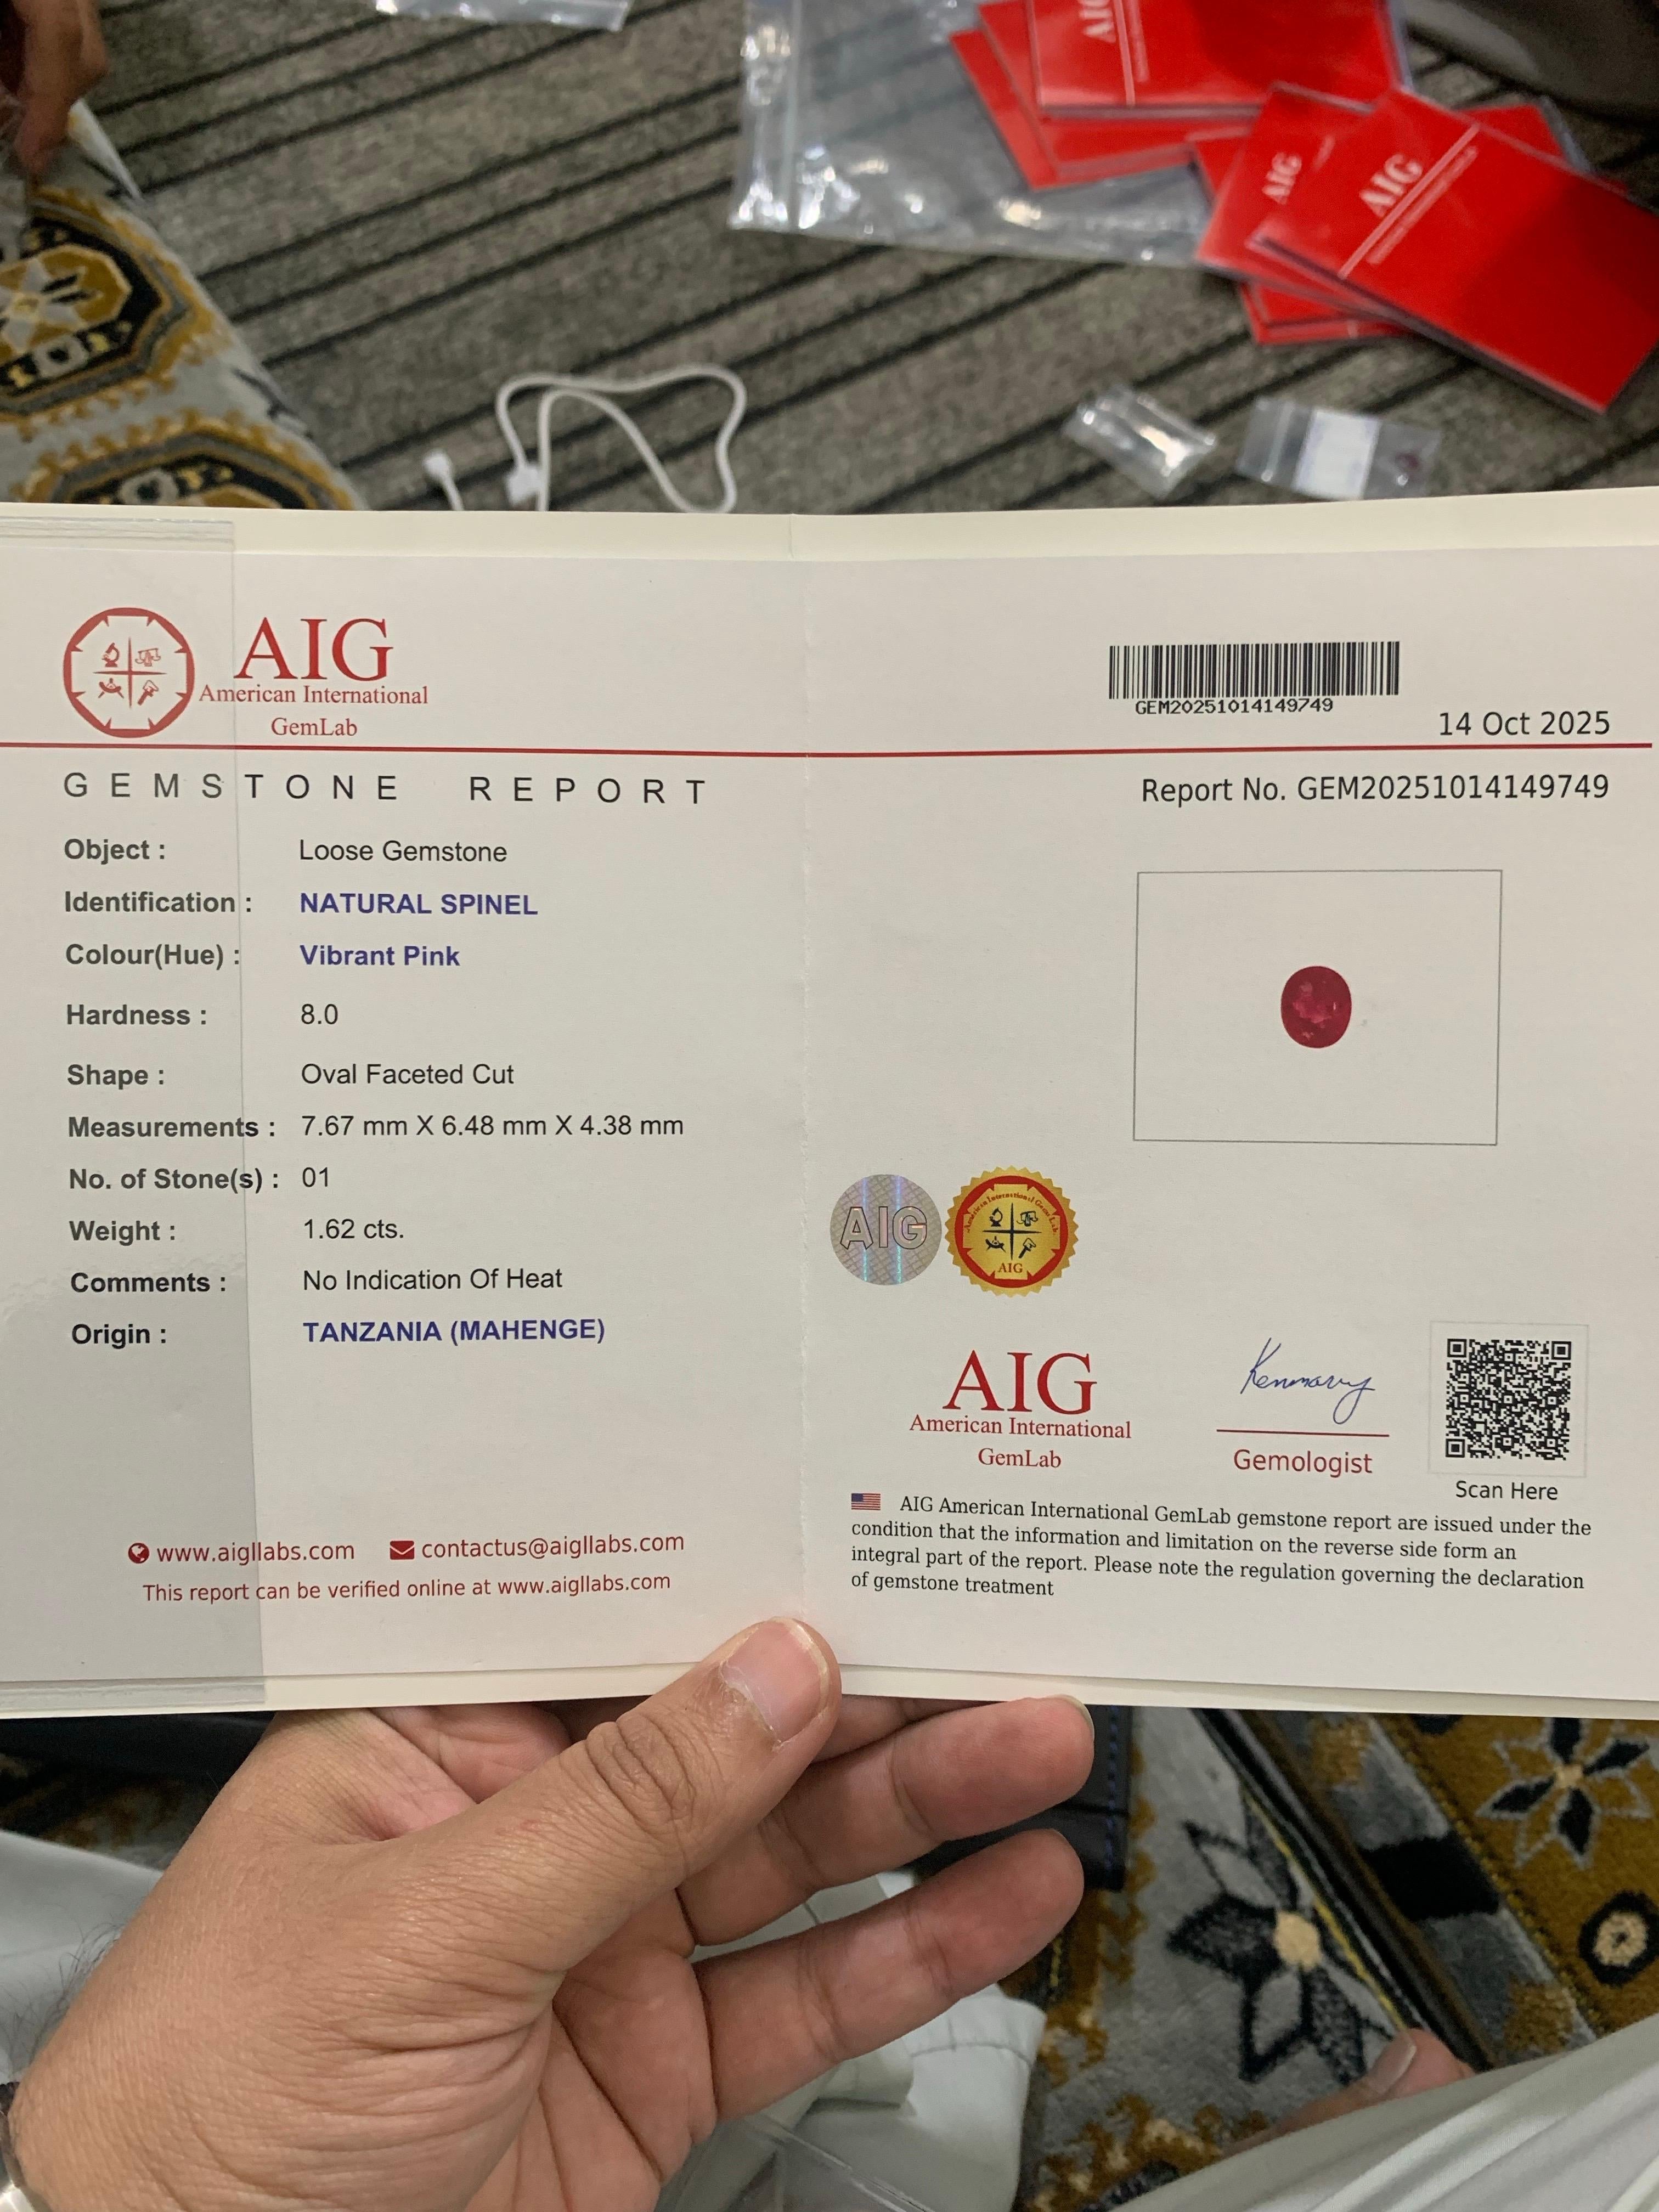 AIG
AIG
AIG
AIG
American International
GemLab
GEM20251014149749
14 Oct 2025
GEMSTONE REPORT
Report No. GEM20251014149749
Object : Loose Gemstone
Identification : NATURAL SPINEL
Colour(Hue) : Vibrant Pink
Hardness : 8.0
Shape : Oval Faceted Cut
Measurements : 7.67 mm X 6.48 mm X 4.38 mm
No. of Stone(s) : 01
Weight : 1.62 cts.
Comments : No Indication Of Heat
Origin : TANZANIA (MAHENGE)
AIG
American International Gem Lab
AIG
AIG
American International
GemLab
Gemologist
Scan Here
www.aigllabs.com contactus@aigllabs.com
This report can be verified online at www.aigllabs.com
AIG American International GemLab gemstone report are issued under the
condition that the information and limitation on the reverse side form an
integral part of the report. Please note the regulation governing the declaration
of gemstone treatment